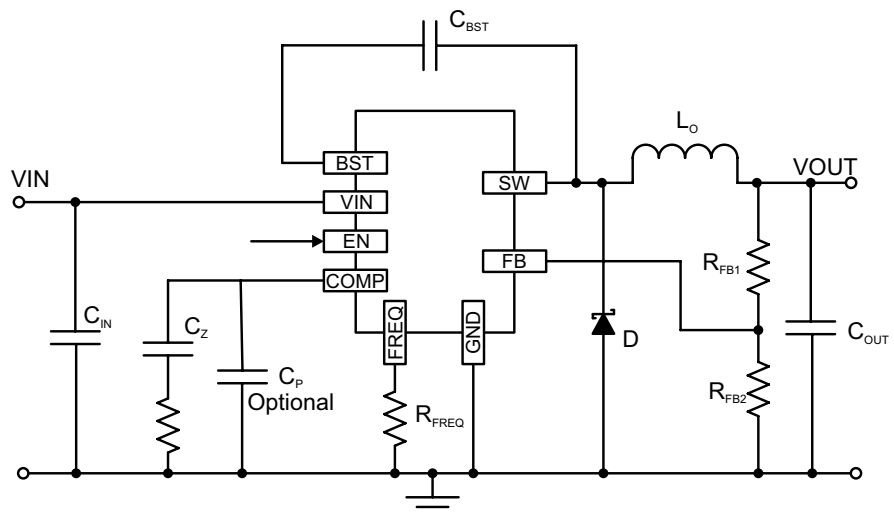 C_BST
L_O
BST
SW
VOUT
VIN
VIN
EN
FB
R_FB1
COMP
FREQ
GND
C_IN
C_Z
D
C_OUT
C_P
Optional
R_FREQ
R_FB2